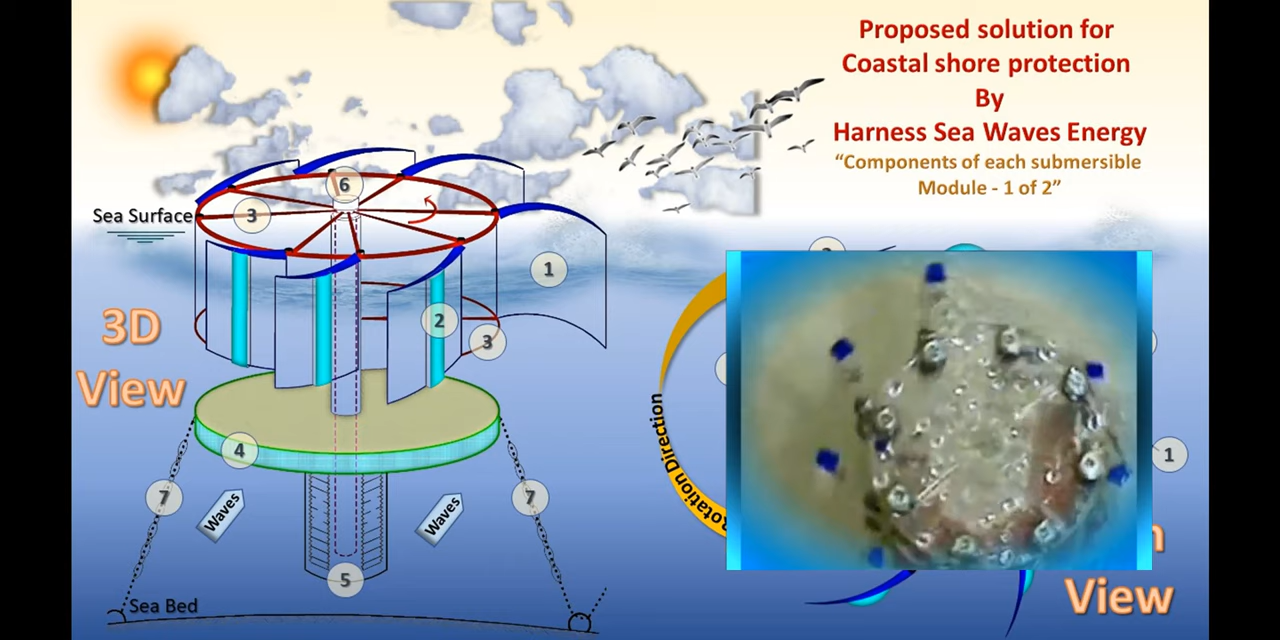 Proposed solution for
Coastal shore protection
By
Harness Sea Waves Energy
“Components of each submersible
Module - 1 of 2”
6
Sea Surface
3
1
3D
View
2
3
4
7
Waves
Waves
7
5
Sea Bed
Rotation Direction
1
View